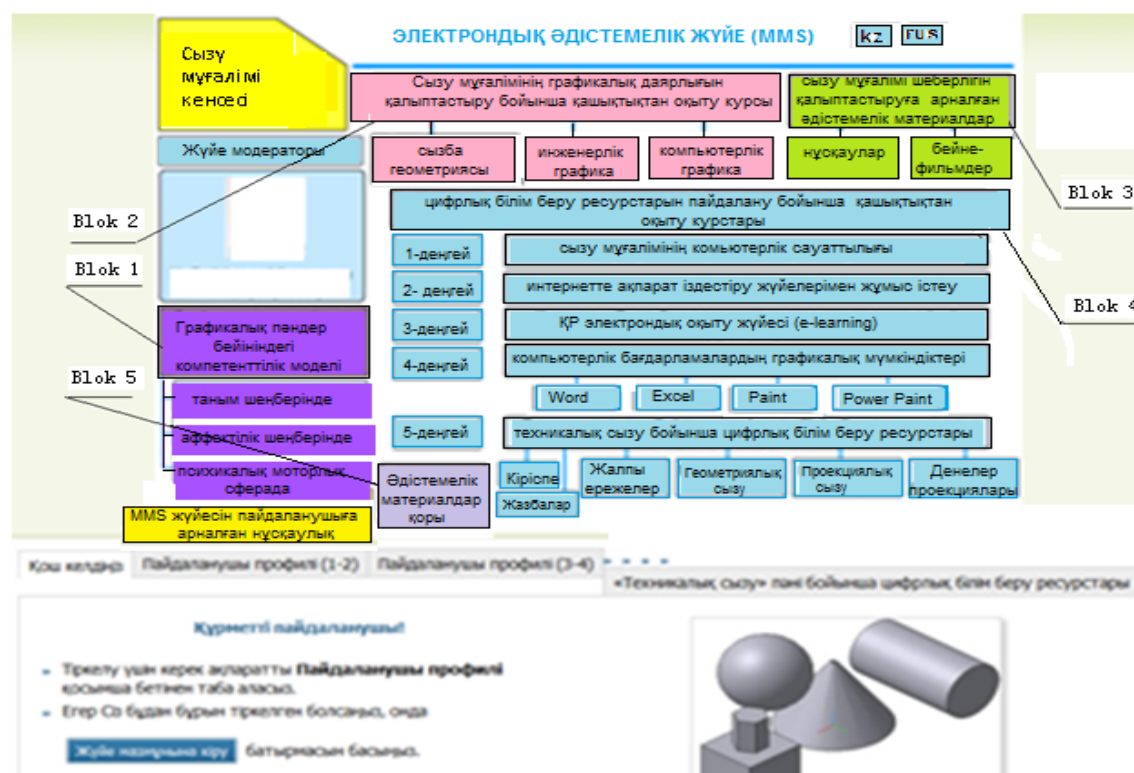 ЭЛЕКТРОНДЫҚ ӘДІСТЕМЕЛІК ЖҮЙЕ (MMS)
kz
rus
Сызу
мұғалімі
кеңсесі
Сызу мұғалімінің графикалық даярлығын
қалыптастыру бойынша қашықтықтан оқыту курсы
сызу мұғалімі шеберлігін
қалыптастыруға арналған
әдістемелік материалдар
Жүйе модераторы
сызба
геометриясы
инженерлік
графика
компьютерлік
графика
нұсқаулар
бейне-
фильмдер
Blok 3
цифрлық білім беру ресурстарын пайдалану бойынша қашықтықтан
оқыту курстары
Blok 2
1-деңгей
сызу мұғалімінің комьютерлік сауаттылығы
Blok 1
2- деңгей
интернетте ақпарат іздестіру жүйелерімен жұмыс істеу
Blok 4
Графикалық пәндер
бейініндегі
компетенттілік моделі
3-деңгей
ҚР электрондық оқыту жүйесі (e-learning)
4-деңгей
компьютерлік бағдарламалардың графикалық мүмкіндіктері
Blok 5
таным шеңберінде
Word
Excel
Paint
Power Paint
аффектілік шеңберінде
5-деңгей
техникалық сызу бойынша цифрлық білім беру ресурстары
психикалық моторлық
сферада
Әдістемелік
материалдар
қоры
Кіріспе
Жазбалар
Жалпы
ережелер
Геометриялық
сызу
Проекциялық
сызу
Денелер
проекциялары
MMS жүйесін пайдаланушыға
арналған нұсқаулық
Қош келдіңіз
Пайдаланушы профилі (1-2)
Пайдаланушы профилі (3-4)
«Техникалық сызу» пәні бойынша цифрлық білім беру ресурстары
Құрметті пайдаланушы!
Тіркелу үшін керек ақпаратты Пайдаланушы профилі
қосымша бетінен таба аласыз.
Егер Сіз бұдан бұрын тіркелген болсаңыз, онда
Жүйе мазмұнына кіру батырмасын басыңыз.